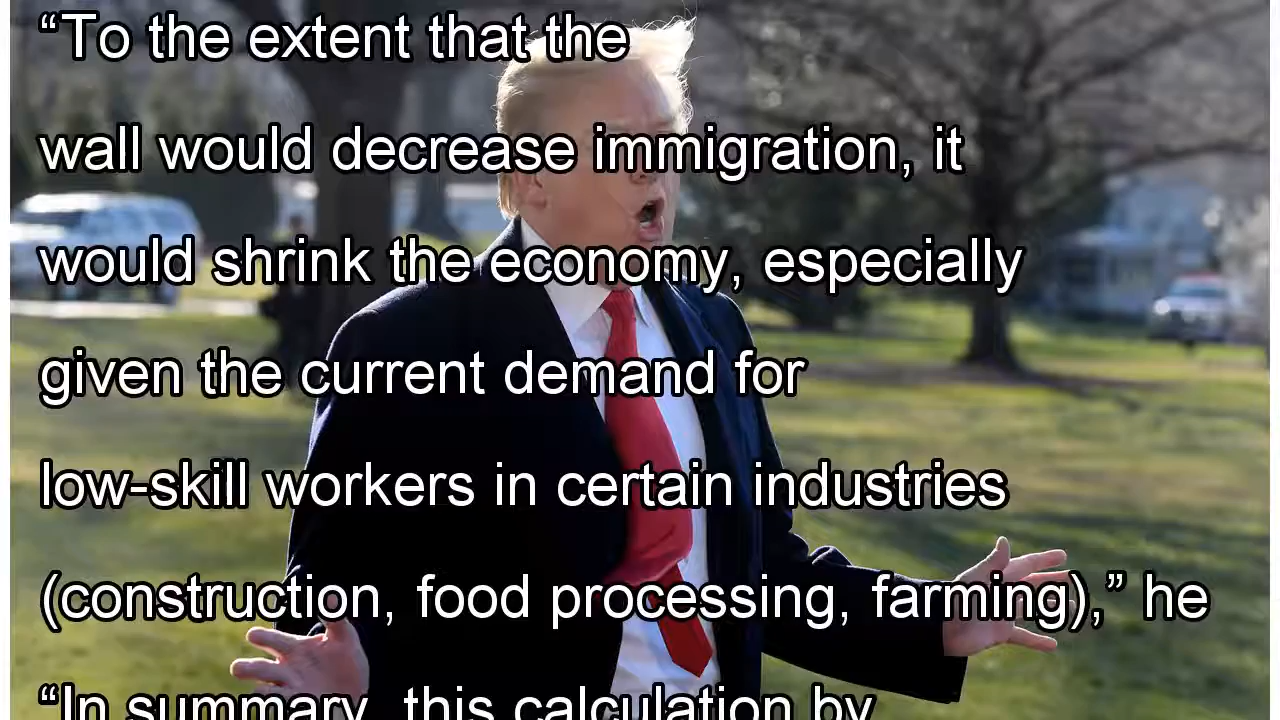 “To the extent that the
wall would decrease immigration, it
would shrink the economy, especially
given the current demand for
low-skill workers in certain industries
(construction, food processing, farming),” he
“In summary, this calculation by